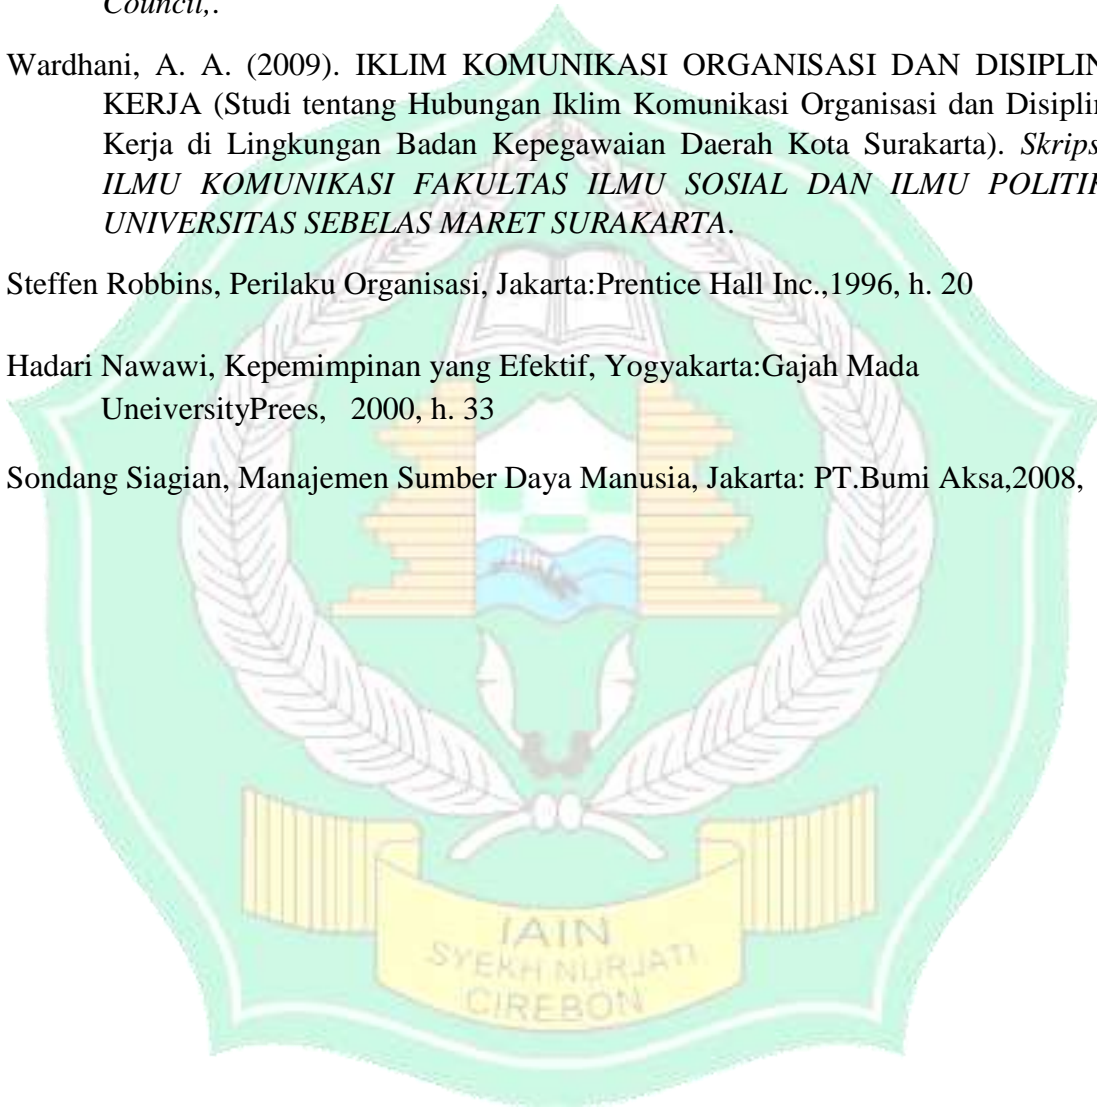 Council,.
Wardhani, A. A. (2009). IKLIM KOMUNIKASI ORGANISASI DAN DISIPLIN
KERJA (Studi tentang Hubungan Iklim Komunikasi Organisasi dan Disiplin
Kerja di Lingkungan Badan Kepegawaian Daerah Kota Surakarta). Skrips
ILMU KOMUNIKASI FAKULTAS ILMU SOSIAL DAN ILMU POLITIK
UNIVERSITAS SEBELAS MARET SURAKARTA.
Steffen Robbins, Perilaku Organisasi, Jakarta:Prentice Hall Inc.,1996, h. 20
Hadari Nawawi, Kepemimpinan yang Efektif, Yogyakarta:Gajah Mada
UneiversityPrees, 2000, h. 33
Sondang Siagian, Manajemen Sumber Daya Manusia, Jakarta: PT.Bumi Aksa,2008,
IAIN
SYEKH NURJATI
CIREBON